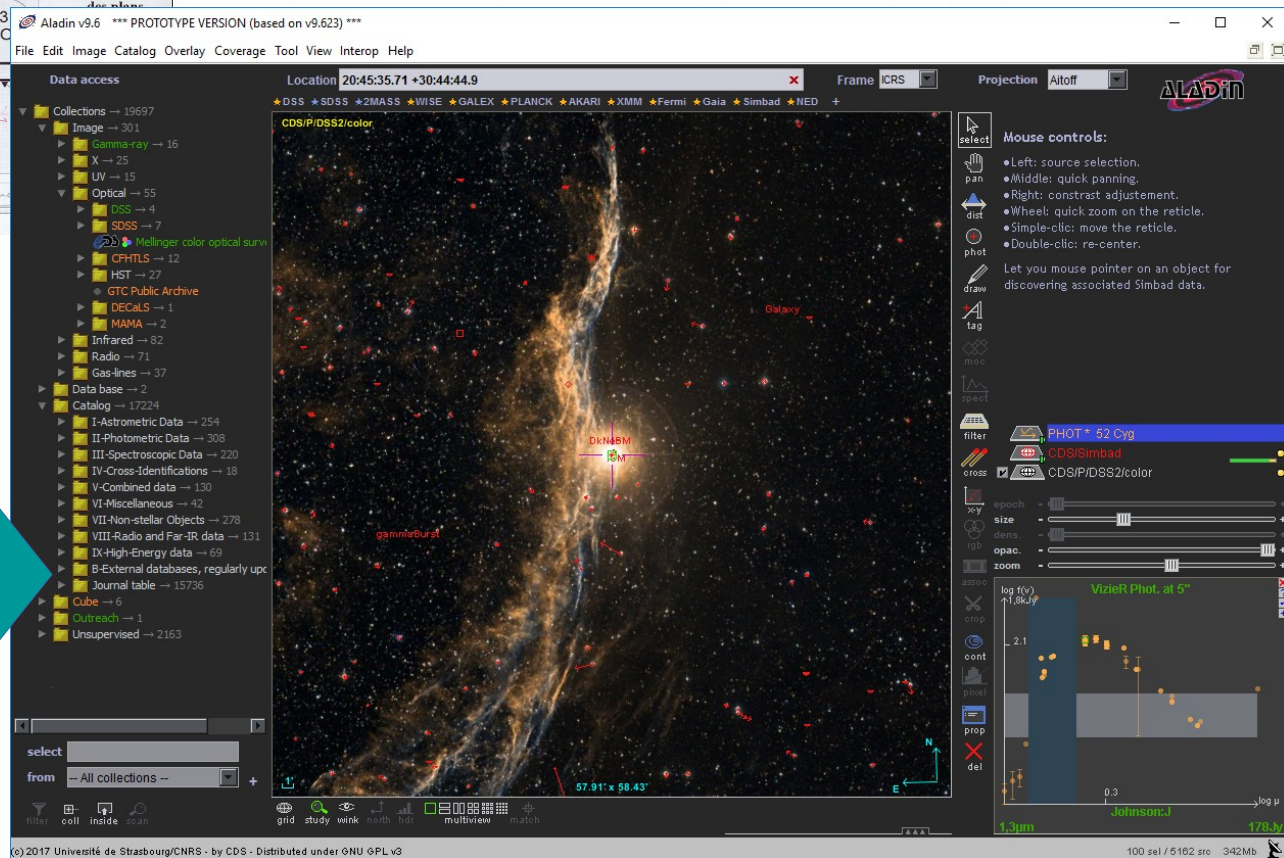 des plans
3
C
Aladin v9.6 *** PROTOTYPE VERSION (based on v9.623) ***
File Edit Image Catalog Overlay Coverage Tool View Interop Help
Data access
Location 20:45:35.71 +30:44:44.9
Frame ICRS
Projection Aitoff
ALADiN
DSS SDSS 2MASS WISE GALEX PLANCK AKARI XMM Fermi Gaia Simbad NED +
Collections → 19697
Image → 301
Gamma-ray → 16
X → 25
UV → 15
Optical → 55
DSS → 4
SDSS → 7
Mellinger color optical surv
CFHTLS → 12
HST → 27
GTC Public Archive
DECaLS → 1
MAMA → 2
Infrared → 82
Radio → 71
Gas-lines → 37
Data base → 2
Catalog → 17224
I-Astrometric Data → 254
II-Photometric Data → 308
III-Spectroscopic Data → 220
IV-Cross-Identifications → 18
V-Combined data → 130
VI-Miscellaneous → 42
VII-Non-stellar Objects → 278
VIII-Radio and Far-IR data → 131
IX-High-Energy data → 69
B-External databases, regularly upd
Journal table → 15736
Cube → 6
Outreach → 1
Unsupervised → 2163
select
from -- All collections -- +
filter coll inside scan
CDS/P/DSS2/color
Galaxy
DkNeBM
gammaBurst
N
E
57.91' x 58.43'
grid study wink north hdr multiview match
select
pan
dist
phot
draw
tag
moc
spect
filter
cross
x-y
rgb
assoc
crop
cont
pixel
prop
del
Mouse controls:
•Left: source selection.
•Middle: quick panning.
•Right: constrast adjustement.
•Wheel: quick zoom on the reticle.
•Simple-clic: move the reticle.
•Double-clic: re-center.
Let you mouse pointer on an object for
discovering associated Simbad data.
PHOT * 52 Cyg
CDS/Simbad
CDS/P/DSS2/color
epoch - +
size - +
dens. - +
opac. - +
zoom - +
log f(ν) VizieR Phot. at 5"
1,8kJy
2.1
0.3
log μ
Johnson:J
1,3μm 178Jy
(c) 2017 Université de Strasbourg/CNRS - by CDS - Distributed under GNU GPL v3
100 sel / 5162 src 342Mb